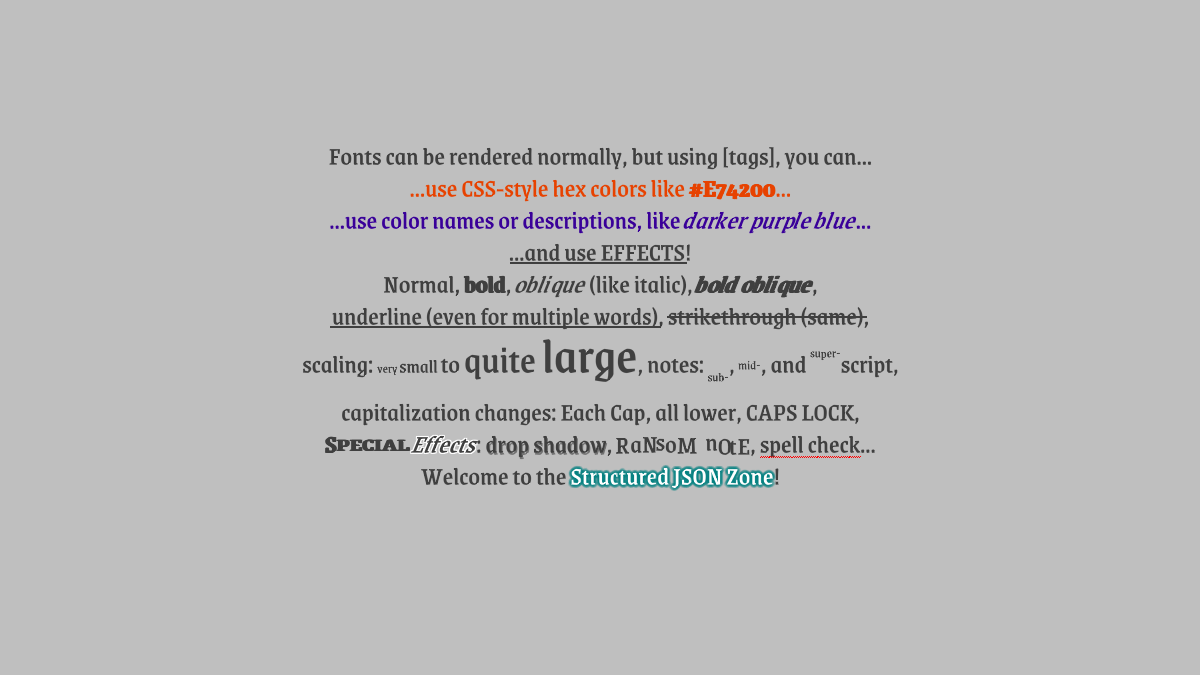 Fonts can be rendered normally, but using [tags], you can...
...use CSS-style hex colors like #E74200...
...use color names or descriptions, like darker purple blue...
...and use EFFECTS!
Normal, bold, oblique (like italic), bold oblique,
underline (even for multiple words), strikethrough (same),
scaling: very small to quite large, notes: sub-, mid-, and super-script,
capitalization changes: Each Cap, all lower, CAPS LOCK,
Special Effects: drop shadow, RaNsoM nOtE, spell check...
Welcome to the Structured JSON Zone!